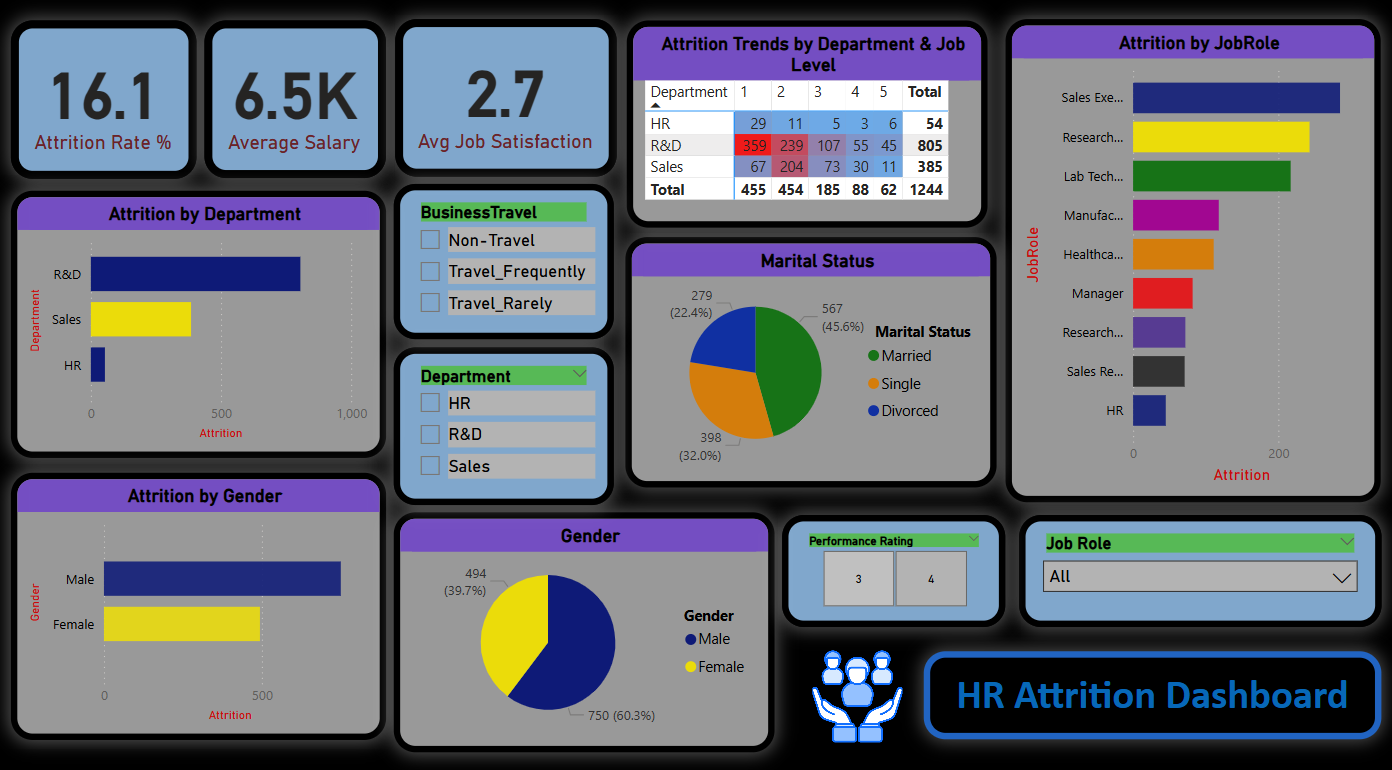 16.1
Attrition Rate %
6.5K
Average Salary
2.7
Avg Job Satisfaction
Attrition Trends by Department & Job
Level
Department 1 2 3 4 5 Total
HR 29 11 5 3 6 54
R&D 359 239 107 55 45 805
Sales 67 204 73 30 11 385
Total 455 454 185 88 62 1244
Attrition by JobRole
JobRole
Sales Exe...
Research...
Lab Tech...
Manufac...
Healthca...
Manager
Research...
Sales Re...
HR
0 200
Attrition
Attrition by Department
Department
R&D
Sales
HR
0 500 1,000
Attrition
BusinessTravel
Non-Travel
Travel_Frequently
Travel_Rarely
Department
HR
R&D
Sales
Marital Status
279
(22.4%)
567
(45.6%)
398
(32.0%)
Marital Status
Married
Single
Divorced
Attrition by Gender
Gender
Male
Female
0 500
Attrition
Gender
494
(39.7%)
750 (60.3%)
Gender
Male
Female
Performance Rating
3 4
Job Role
All
HR Attrition Dashboard